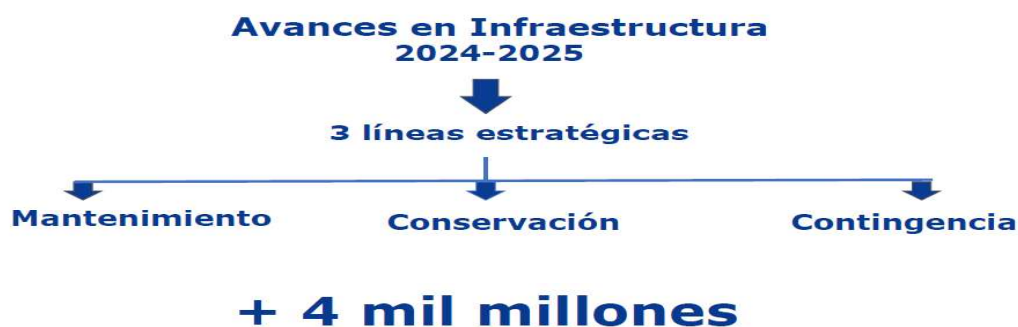 Avances en Infraestructura
2024-2025
3 líneas estratégicas
Mantenimiento
Conservación
Contingencia
+ 4 mil millones